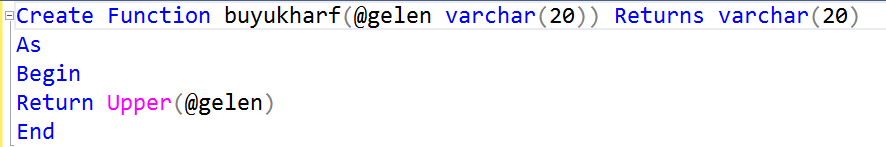 Create Function buyukharf(@gelen varchar(20)) Returns varchar(20)
As
Begin
Return Upper(@gelen)
End